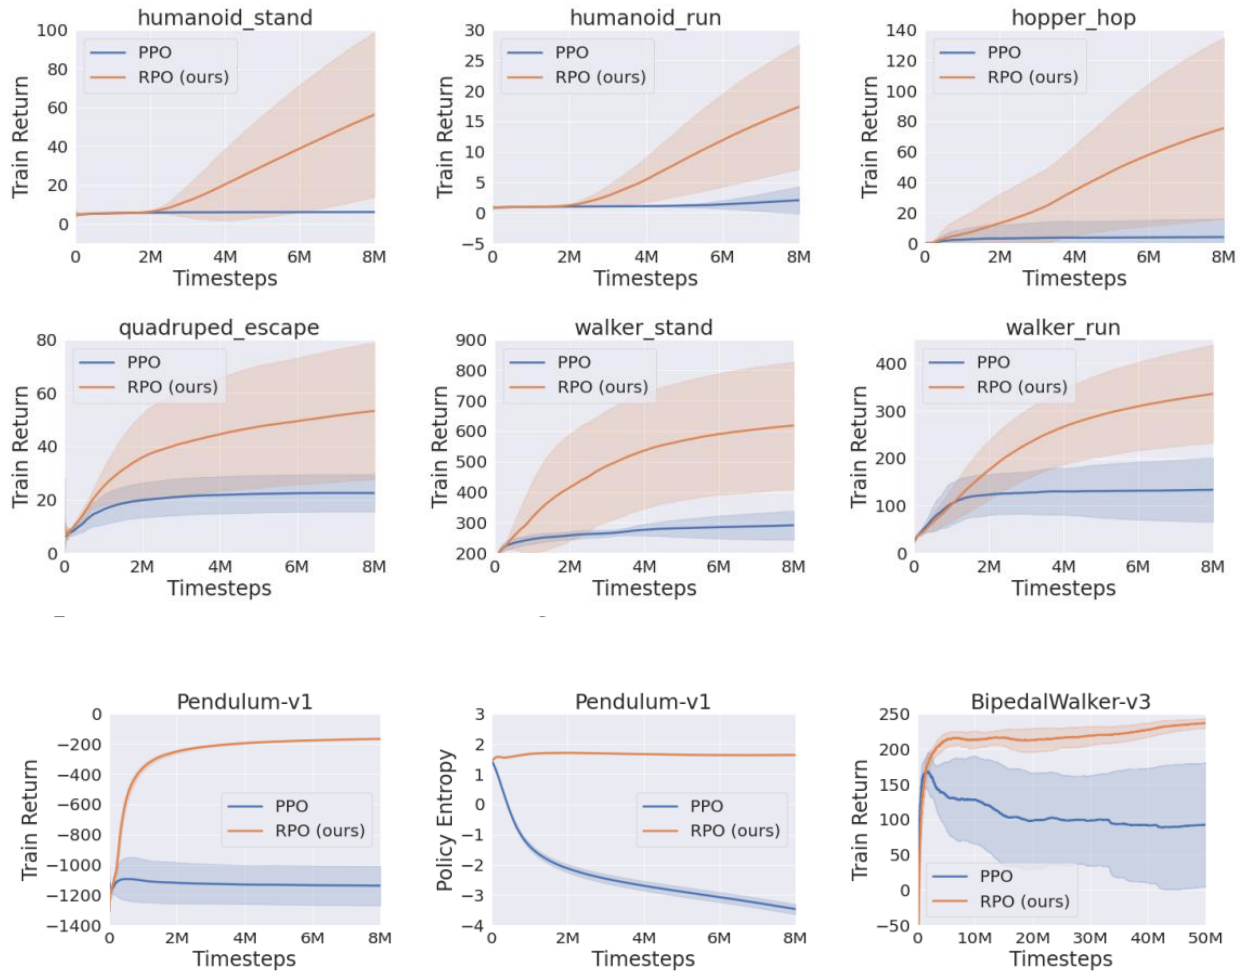 humanoid_stand
100
80
60
40
20
0
Train Return
PPO
RPO (ours)
0
2M
4M
6M
8M
Timesteps
humanoid_run
30
25
20
15
10
5
0
−5
Train Return
PPO
RPO (ours)
0
2M
4M
6M
8M
Timesteps
hopper_hop
140
120
100
80
60
40
20
0
Train Return
PPO
RPO (ours)
0
2M
4M
6M
8M
Timesteps
quadruped_escape
80
60
40
20
0
Train Return
PPO
RPO (ours)
0
2M
4M
6M
8M
Timesteps
walker_stand
900
800
700
600
500
400
300
200
Train Return
PPO
RPO (ours)
0
2M
4M
6M
8M
Timesteps
walker_run
400
300
200
100
0
Train Return
PPO
RPO (ours)
0
2M
4M
6M
8M
Timesteps
Pendulum-v1
0
−200
−400
−600
−800
−1000
−1200
−1400
Train Return
PPO
RPO (ours)
0
2M
4M
6M
8M
Timesteps
Pendulum-v1
3
2
1
0
−1
−2
−3
−4
Policy Entropy
PPO
RPO (ours)
0
2M
4M
6M
8M
Timesteps
BipedalWalker-v3
250
200
150
100
50
0
−50
Train Return
PPO
RPO (ours)
0
10M
20M
30M
40M
50M
Timesteps